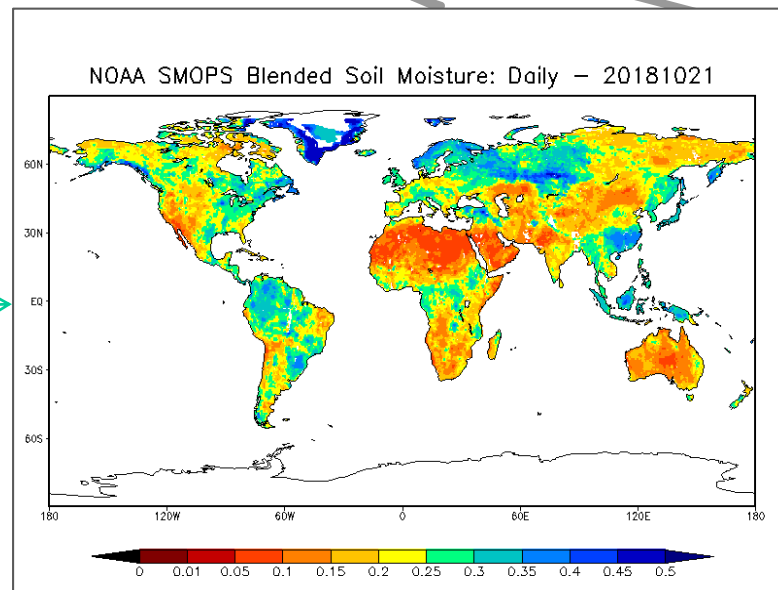 NOAA SMOPS Blended Soil Moisture: Daily – 20181021
60N
30N
EQ
30S
60S
180 120W 60W 0 60E 120E 180
0 0.01 0.05 0.1 0.15 0.2 0.25 0.3 0.35 0.4 0.45 0.5